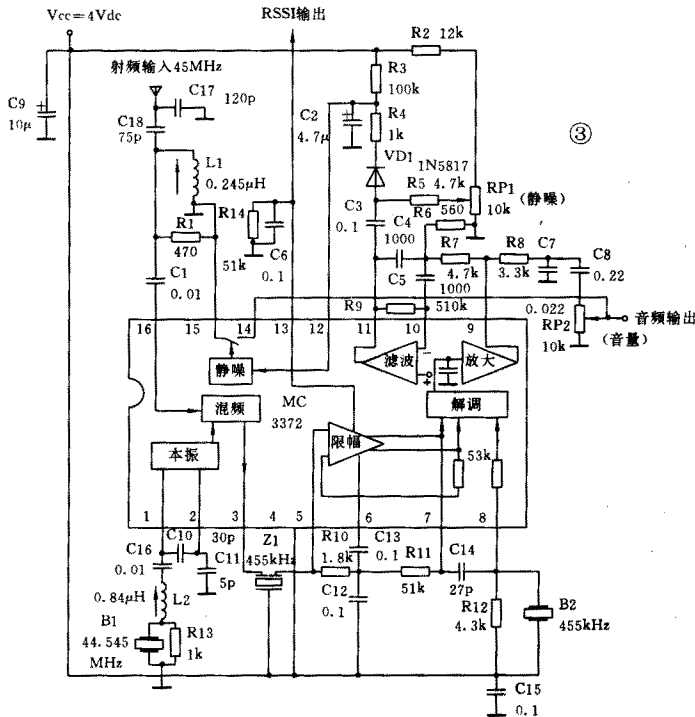 Vcc=4Vdc
RSSI输出
射频输入45MHz
R2 12k
C9
10μ
C17
120p
C18
75p
C2
4.7μ
R3
100k
R4
1k
③
VD1
1N5817
L1
0.245μH
R5 4.7k
RP1
(静噪)
10k
R14
51k
C3
0.1
R6
560
C4
1000
R1
470
C6
0.1
R7
4.7k
R8
3.3k
C7
0.022
C8
0.22
C1
0.01
C5
1000
R9
510k
RP2
10k
音频输出
(音量)
16
15
14
13
12
11
10
9
静噪
滤波
−
+
放大
混频
MC
3372
解调
本振
限幅
53k
1
2
3
4
5
6
7
8
C10
30p
Z1
455kHz
R10
1.8k
C13
0.1
R11
51k
C14
27p
C16
0.01
C11
5p
C12
0.1
0.84μH
L2
R12
4.3k
B2
455kHz
B1
44.545
MHz
R13
1k
C15
0.1